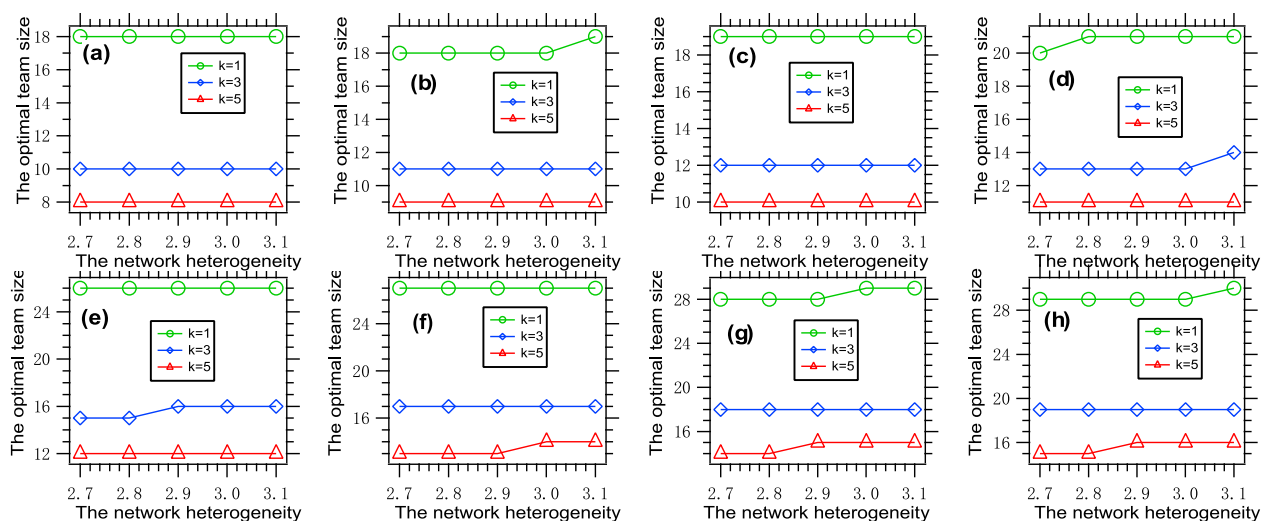 The optimal team size
18
16
14
12
10
8
(a)
k=1
k=3
k=5
2.7 2.8 2.9 3.0 3.1
The network heterogeneity
The optimal team size
18
16
14
12
10
(b)
k=1
k=3
k=5
2.7 2.8 2.9 3.0 3.1
The network heterogeneity
The optimal team size
18
16
14
12
10
(c)
k=1
k=3
k=5
2.7 2.8 2.9 3.0 3.1
The network heterogeneity
The optimal team size
20
18
16
14
12
(d)
k=1
k=3
k=5
2.7 2.8 2.9 3.0 3.1
The network heterogeneity
The optimal team size
24
20
16
12
(e)
k=1
k=3
k=5
2.7 2.8 2.9 3.0 3.1
The network heterogeneity
The optimal team size
24
20
16
(f)
k=1
k=3
k=5
2.7 2.8 2.9 3.0 3.1
The network heterogeneity
The optimal team size
28
24
20
16
(g)
k=1
k=3
k=5
2.7 2.8 2.9 3.0 3.1
The network heterogeneity
The optimal team size
28
24
20
16
(h)
k=1
k=3
k=5
2.7 2.8 2.9 3.0 3.1
The network heterogeneity